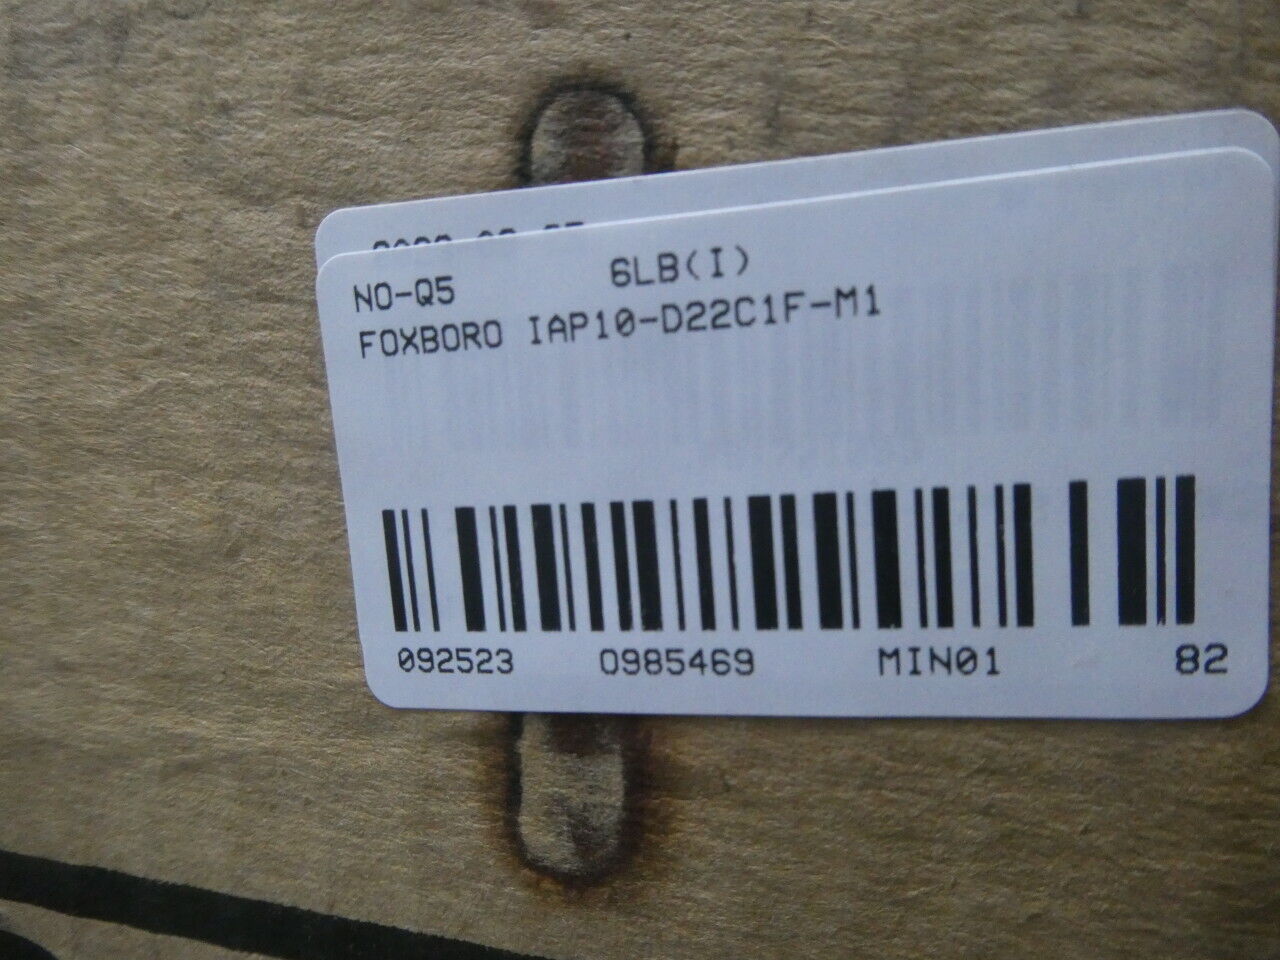 NO-Q5 6LB(I)
FOXBORO IAP10-D22C1F-M1
092523 0985469 MIN01 82